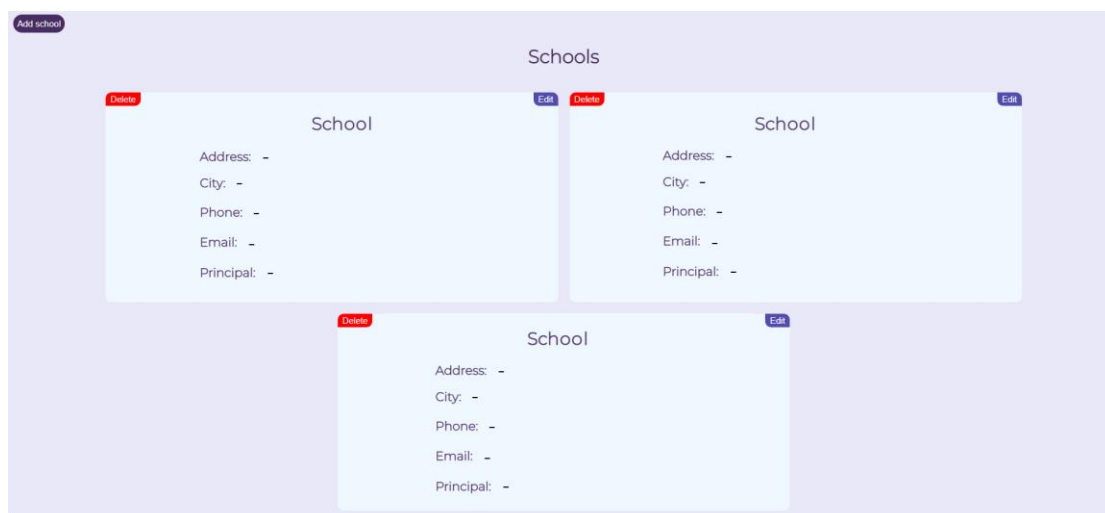 Add school
Schools
Delete
Edit
School
Address: -
City: -
Phone: -
Email: -
Principal: -
Delete
Edit
School
Address: -
City: -
Phone: -
Email: -
Principal: -
Delete
Edit
School
Address: -
City: -
Phone: -
Email: -
Principal: -